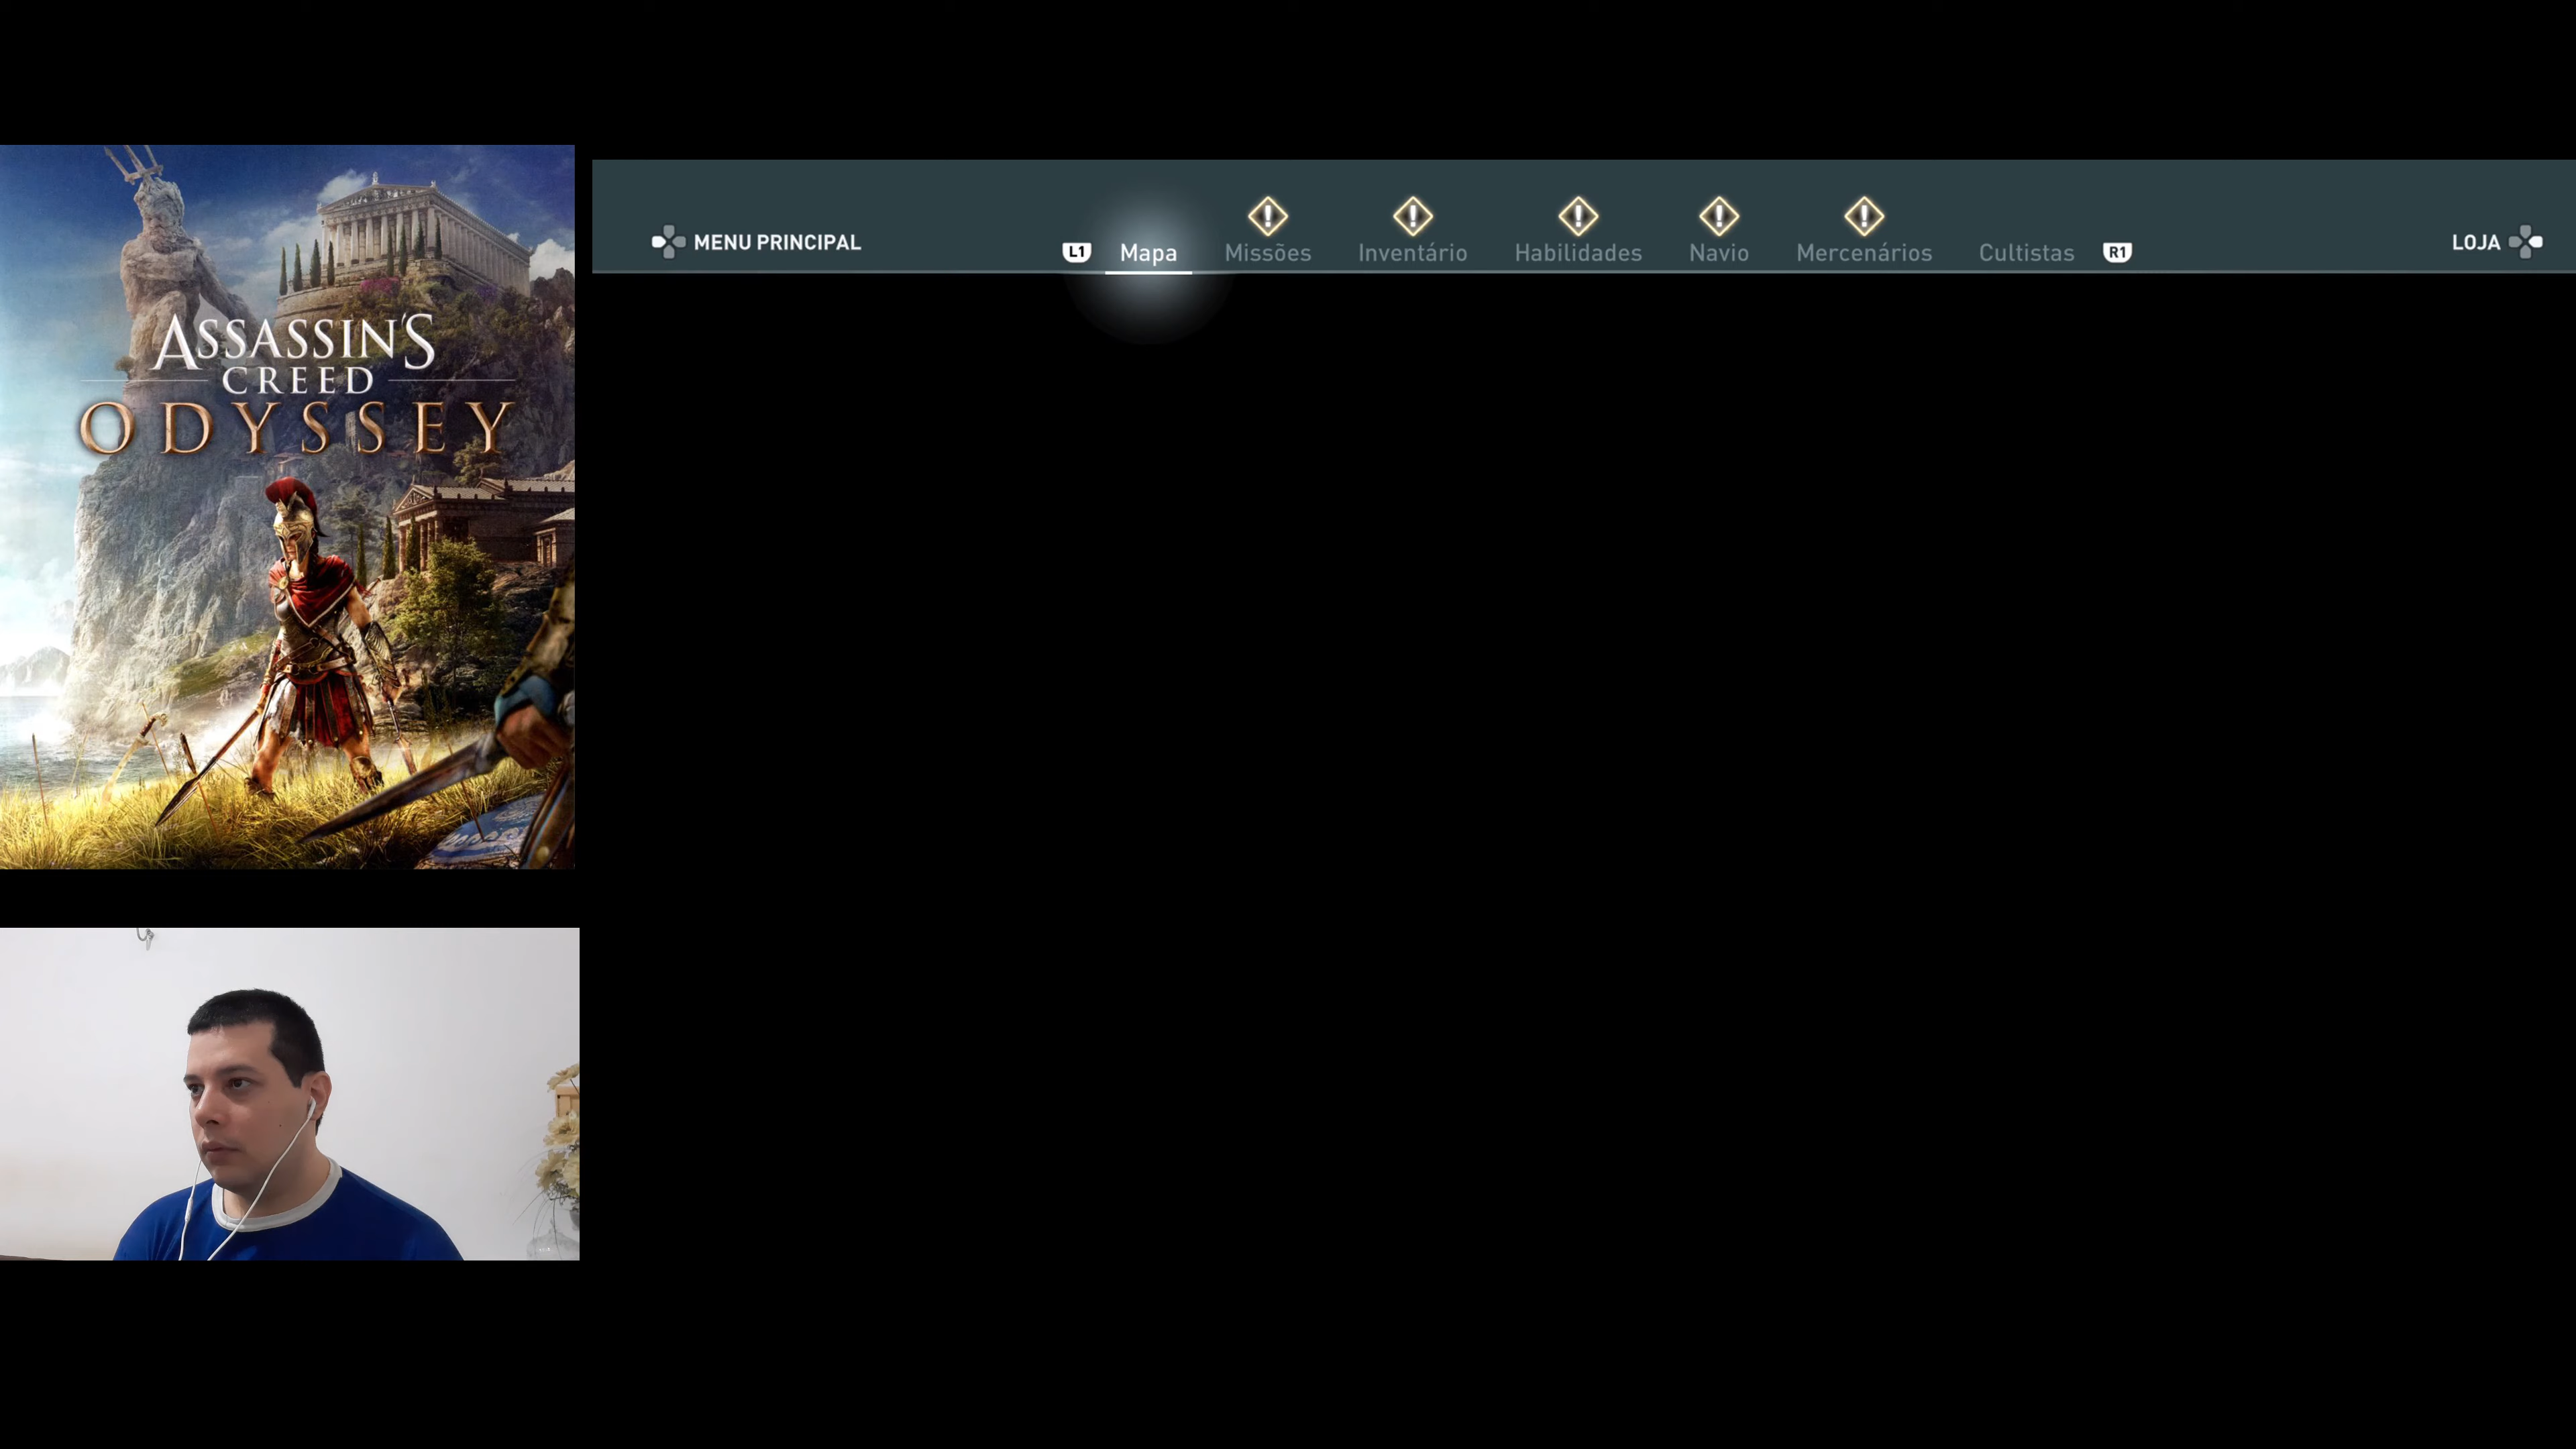 ASSASSIN'S
CREED
ODYSSEY
MENU PRINCIPAL
L1 Mapa Missões Inventário Habilidades Navio Mercenários Cultistas R1
LOJA